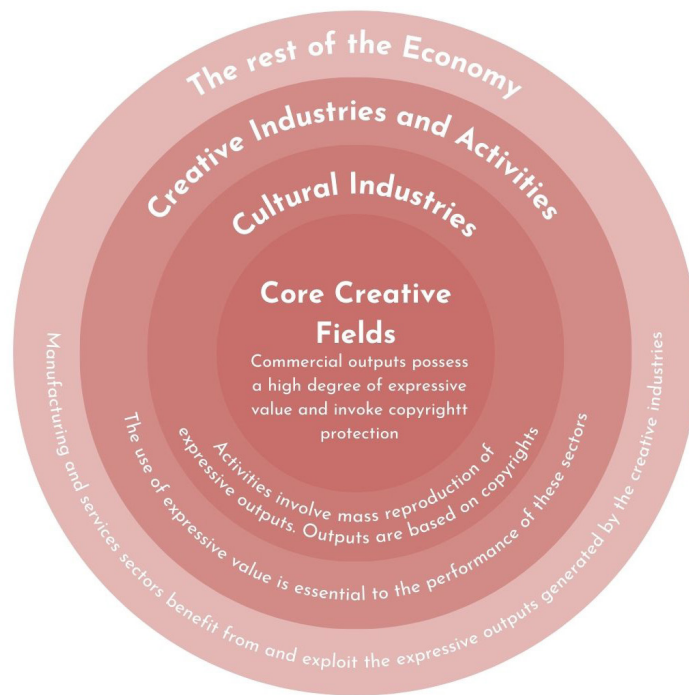 The rest of the Economy
Creative Industries and Activities
Cultural Industries
Core Creative
Fields
Commercial outputs possess
a high degree of expressive
value and invoke copyrightt
protection
Activities involve mass reproduction of
expressive outputs. Outputs are based on copyrights
The use of expressive value is essential to the performance of these sectors
Manufacturing and services sectors benefit from and exploit the expressive outputs generated by the creative industries